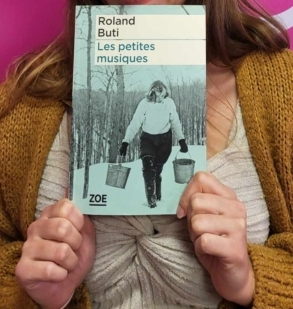 Roland
Buti
Les petites
musiques
ZOE